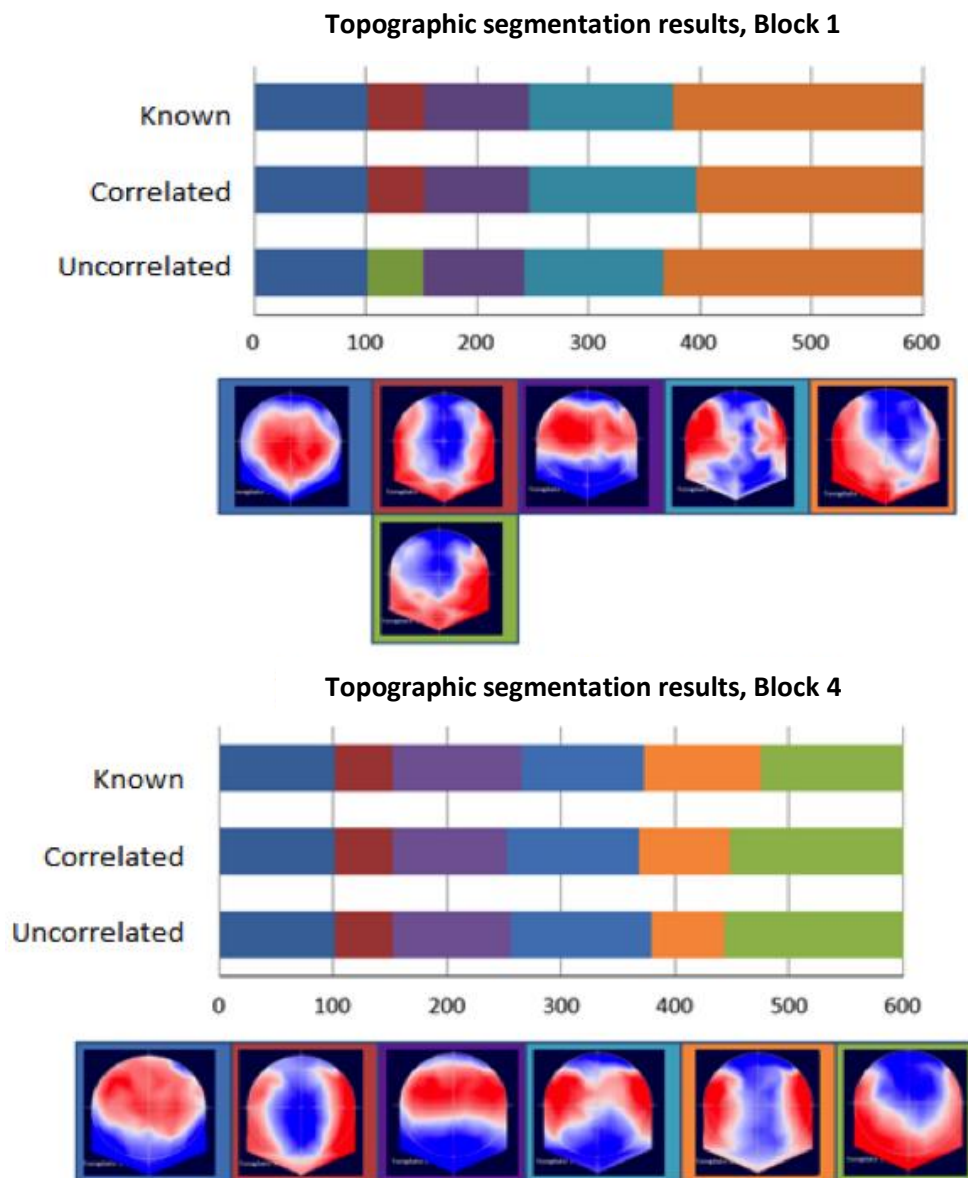 Topographic segmentation results, Block 1
Known
Correlated
Uncorrelated
0 100 200 300 400 500 600
Topographic segmentation results, Block 4
Known
Correlated
Uncorrelated
0 100 200 300 400 500 600